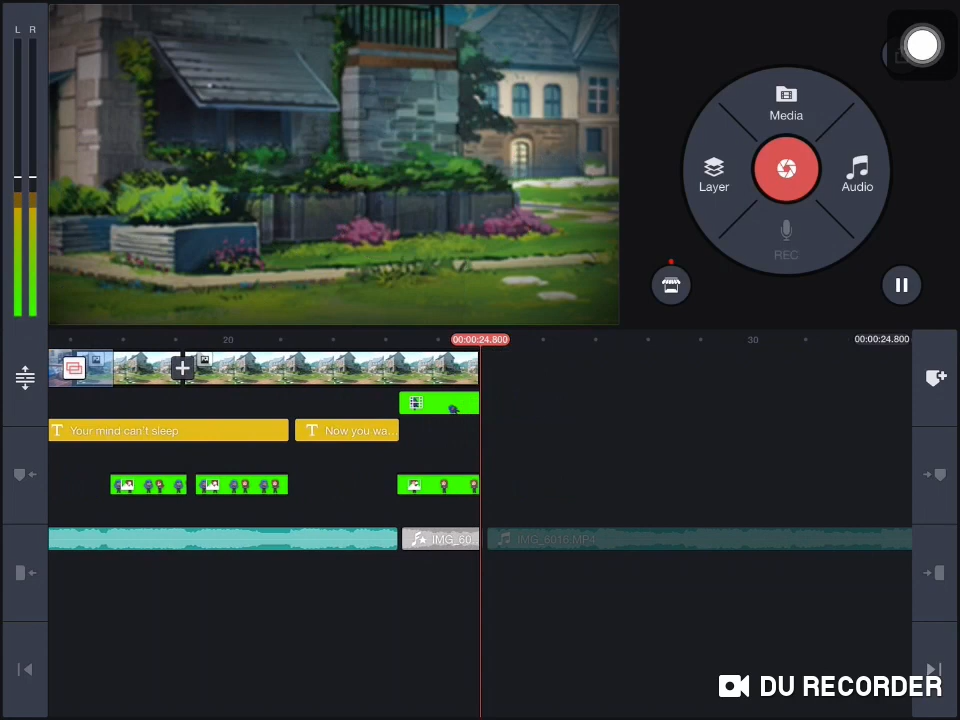 L R
Media
Layer
Audio
REC
20
00:00:24.800
30
00:00:24.800
T Your mind can't sleep
T Now you wa...
IMG_60..
IMG_6016.MP4
DU RECORDER